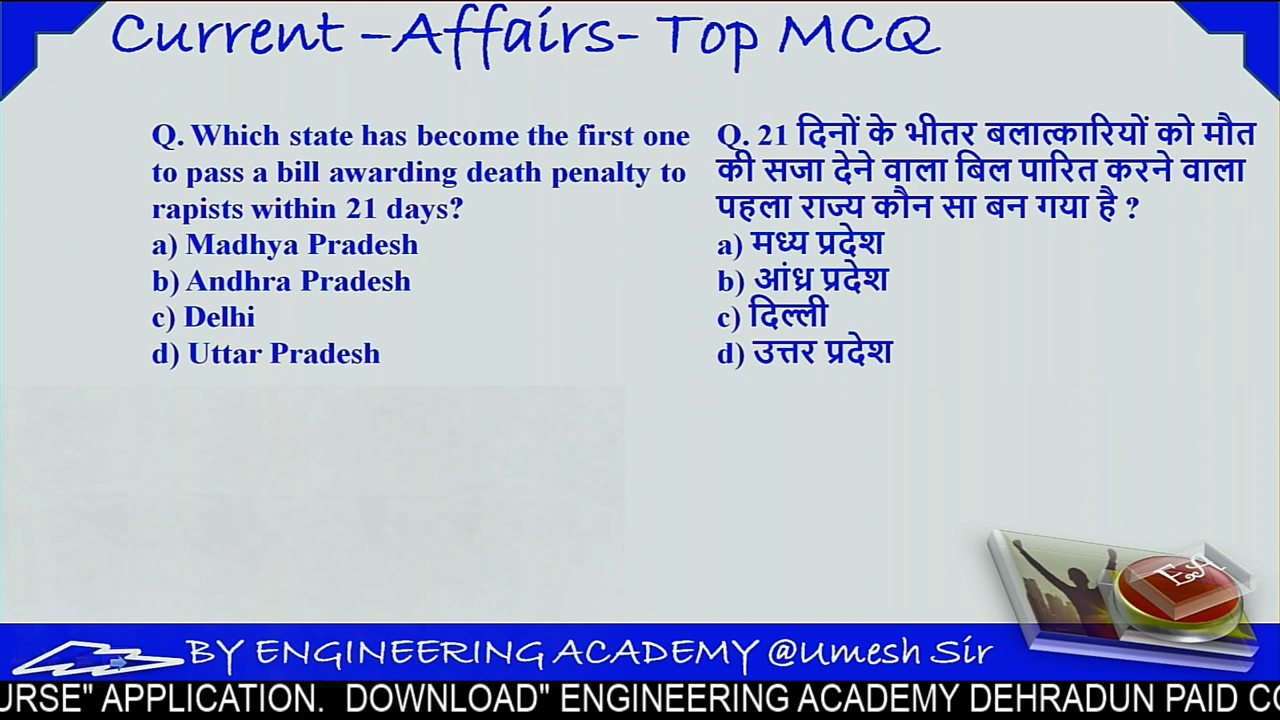 Current –Affairs- Top MCQ
Q. Which state has become the first one
to pass a bill awarding death penalty to
rapists within 21 days?
a) Madhya Pradesh
b) Andhra Pradesh
c) Delhi
d) Uttar Pradesh
Q. 21 दिनों के भीतर बलात्कारियों को मौत
की सजा देने वाला बिल पारित करने वाला
पहला राज्य कौन सा बन गया है ?
a) मध्य प्रदेश
b) आंध्र प्रदेश
c) दिल्ली
d) उत्तर प्रदेश
EA
BY ENGINEERING ACADEMY @Umesh Sir
URSE" APPLICATION. DOWNLOAD" ENGINEERING ACADEMY DEHRADUN PAID CO